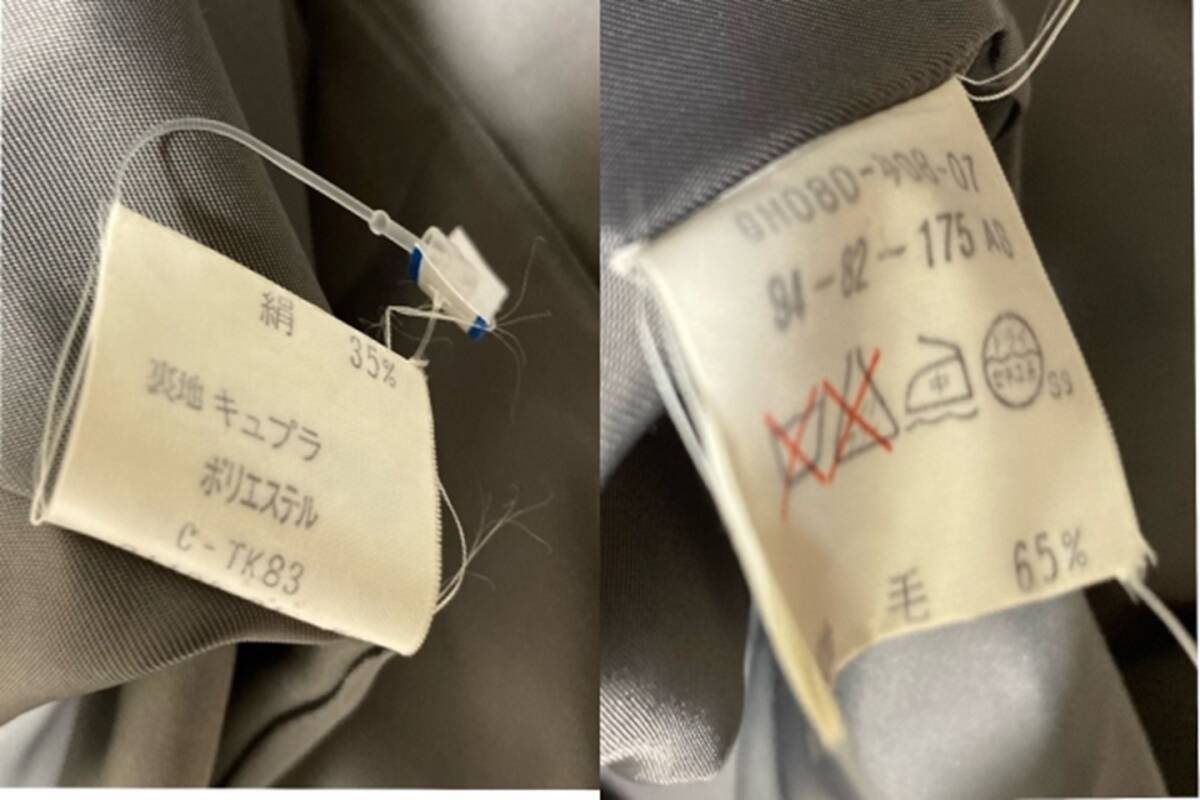 絹
35%
裏地 キュプラ
ポリエステル
C-TK83
94-82-175 A8
中
ドライ
セキユ系
毛 65%